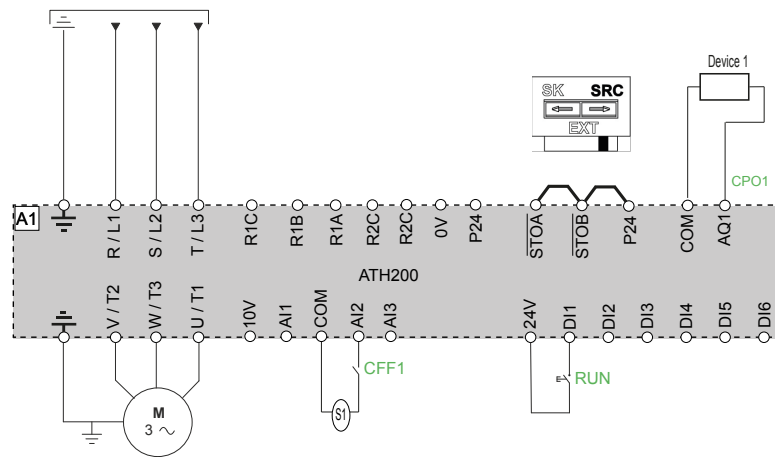 Device 1
SK SRC
EXT
CPO1
A1
R / L1
S / L2
T / L3
R1C
R1B
R1A
R2C
R2C
0V
P24
STOA
STOB
P24
COM
AQ1
ATH200
V / T2
W / T3
U / T1
10V
AI1
COM
AI2
AI3
24V
DI1
DI2
DI3
DI4
DI5
DI6
CFF1
RUN
S1
M
3 ~